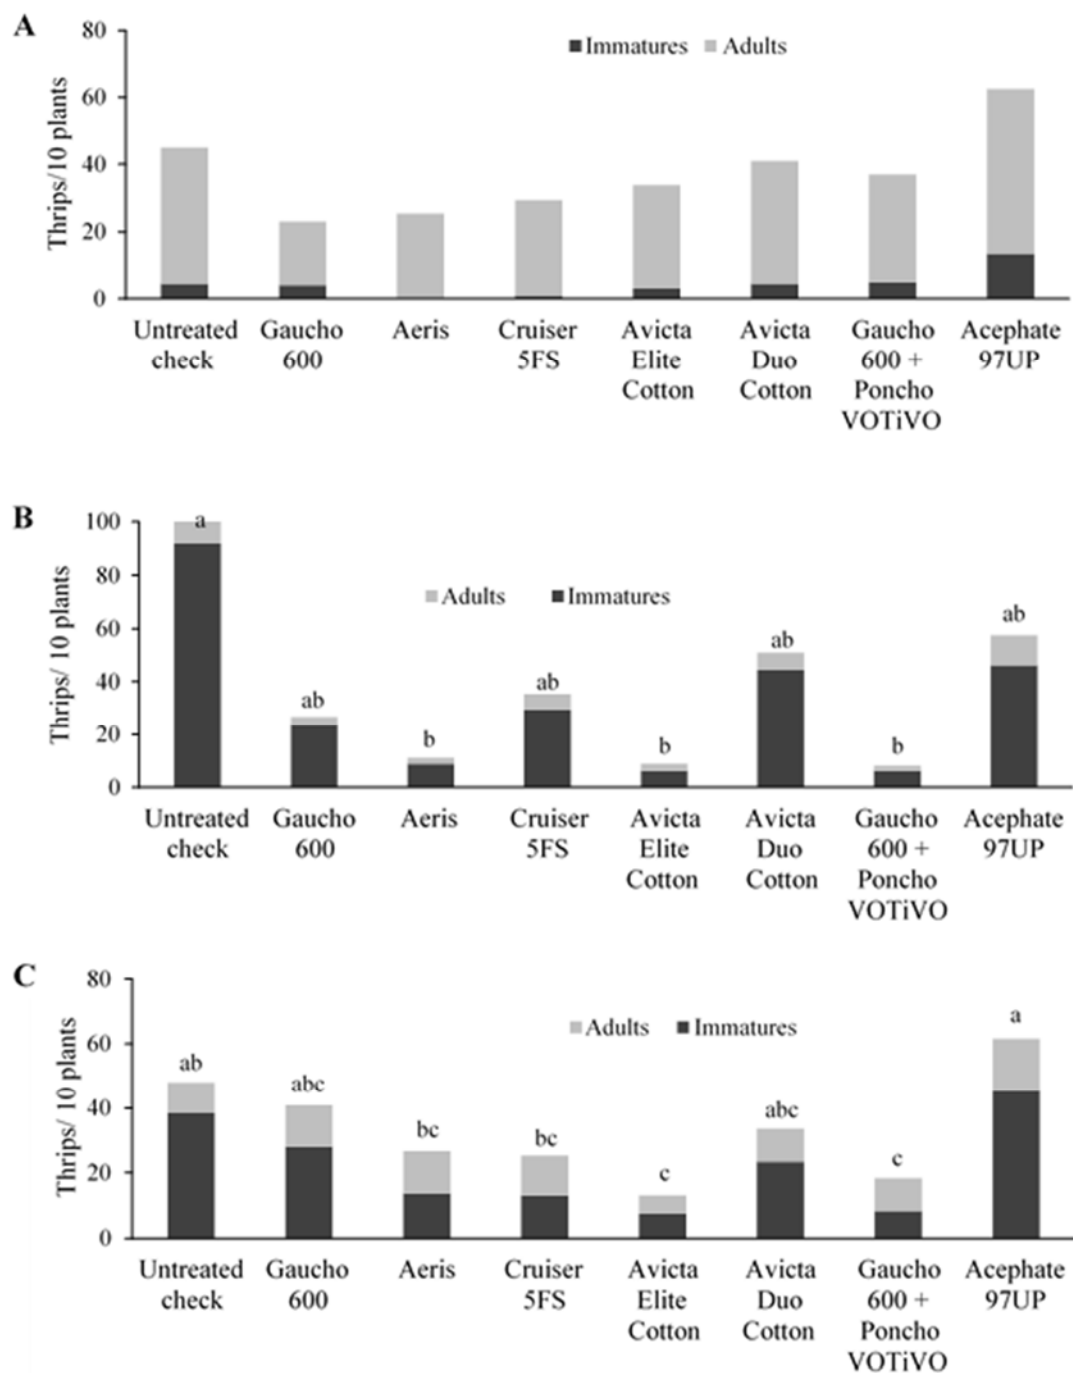 A
80
60
40
20
0
Thrips/10 plants
Immatures Adults
Untreated Gaucho Aeris Cruiser Avicta Avicta Gaucho Acephate
check 600 5FS Elite Duo 600 + 97UP
Cotton Cotton Poncho
VOTiVO
B
100
80
60
40
20
0
Thrips/ 10 plants
Adults Immatures
a ab b ab b ab b ab
Untreated Gaucho Aeris Cruiser Avicta Avicta Gaucho Acephate
check 600 5FS Elite Duo 600 + 97UP
Cotton Cotton Poncho
VOTiVO
C
80
60
40
20
0
Thrips/ 10 plants
Adults Immatures
ab abc bc bc c abc c a
Untreated Gaucho Aeris Cruiser Avicta Avicta Gaucho Acephate
check 600 5FS Elite Duo 600 + 97UP
Cotton Cotton Poncho
VOTiVO